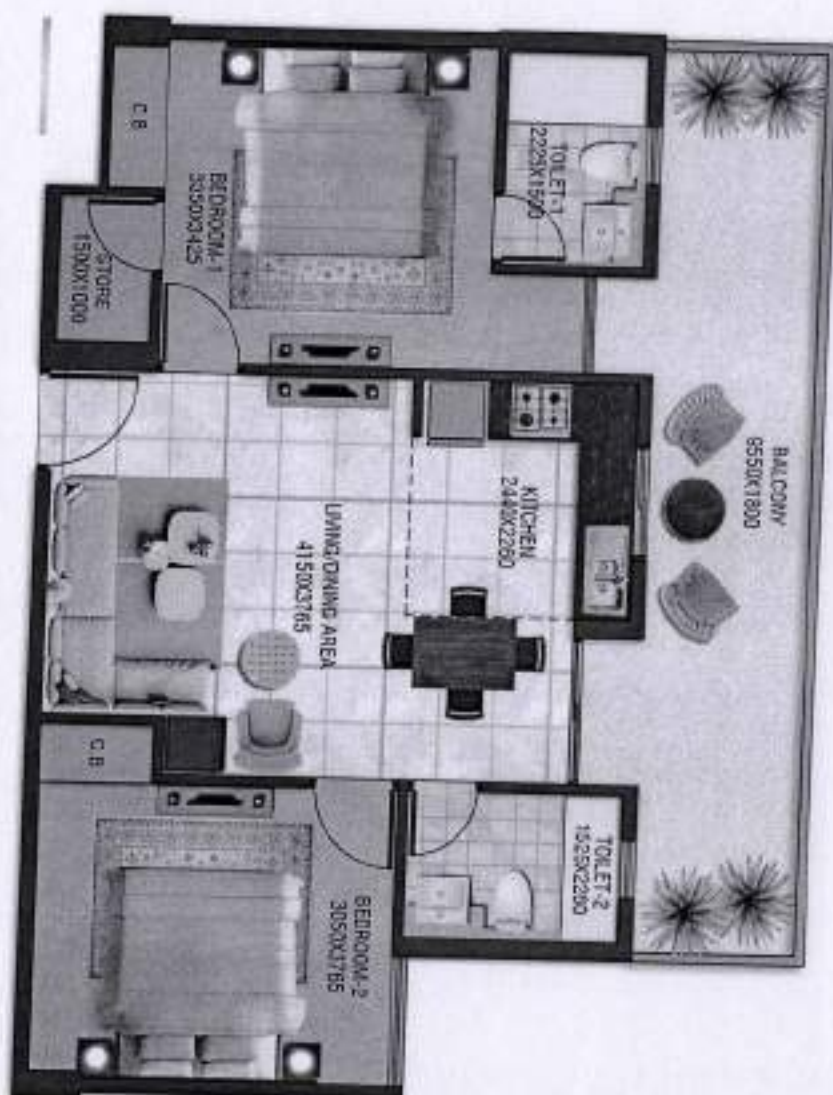 C B
BEDROOM-1
3050X3425
TOILET-1
2225X1500
STORE
1500X1000
BALCONY
8550X1800
KITCHEN
2440X2260
LIVING/DINING AREA
4150X3765
C B
TOILET-2
1525X2200
BEDROOM-2
3050X3765